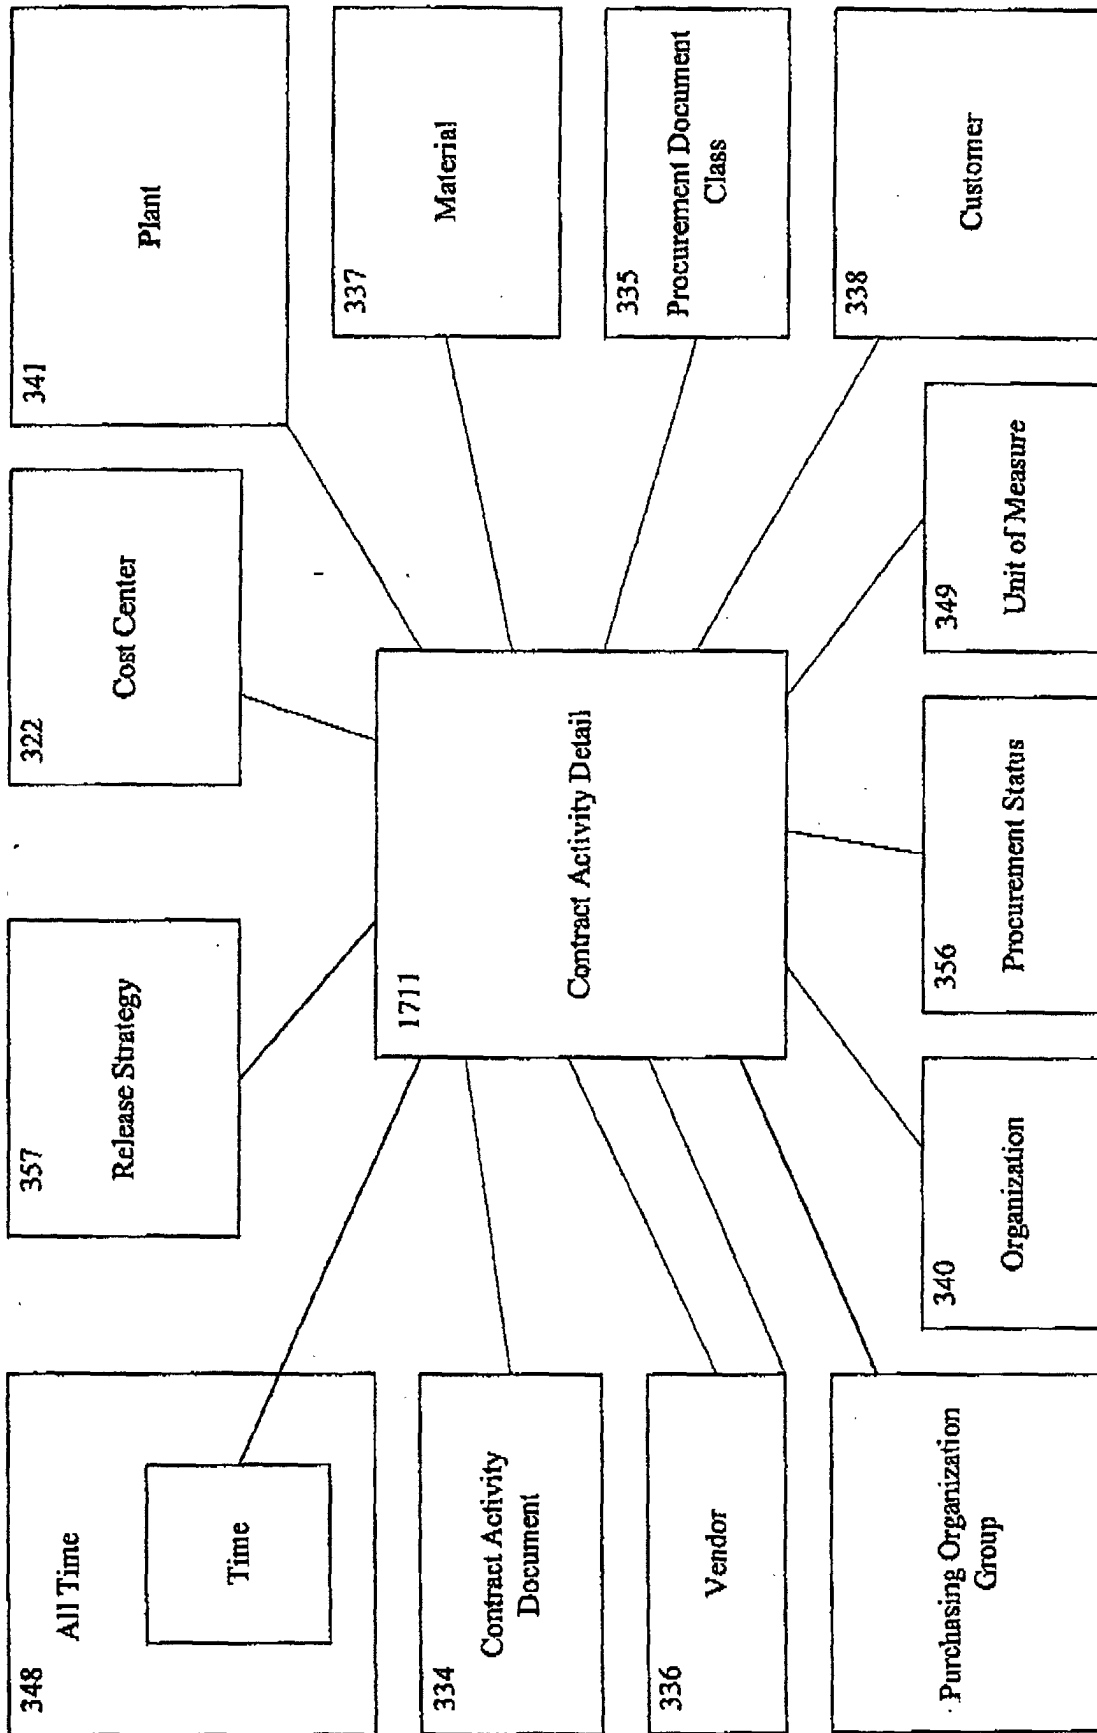 348
All Time
Time
357
Release Strategy
322
Cost Center
341
Plant
334
Contract Activity
Document
1711
Contract Activity Detail
337
Material
336
Vendor
335
Procurement Document
Class
Purchasing Organization
Group
340
Organization
356
Procurement Status
349
Unit of Measure
338
Customer